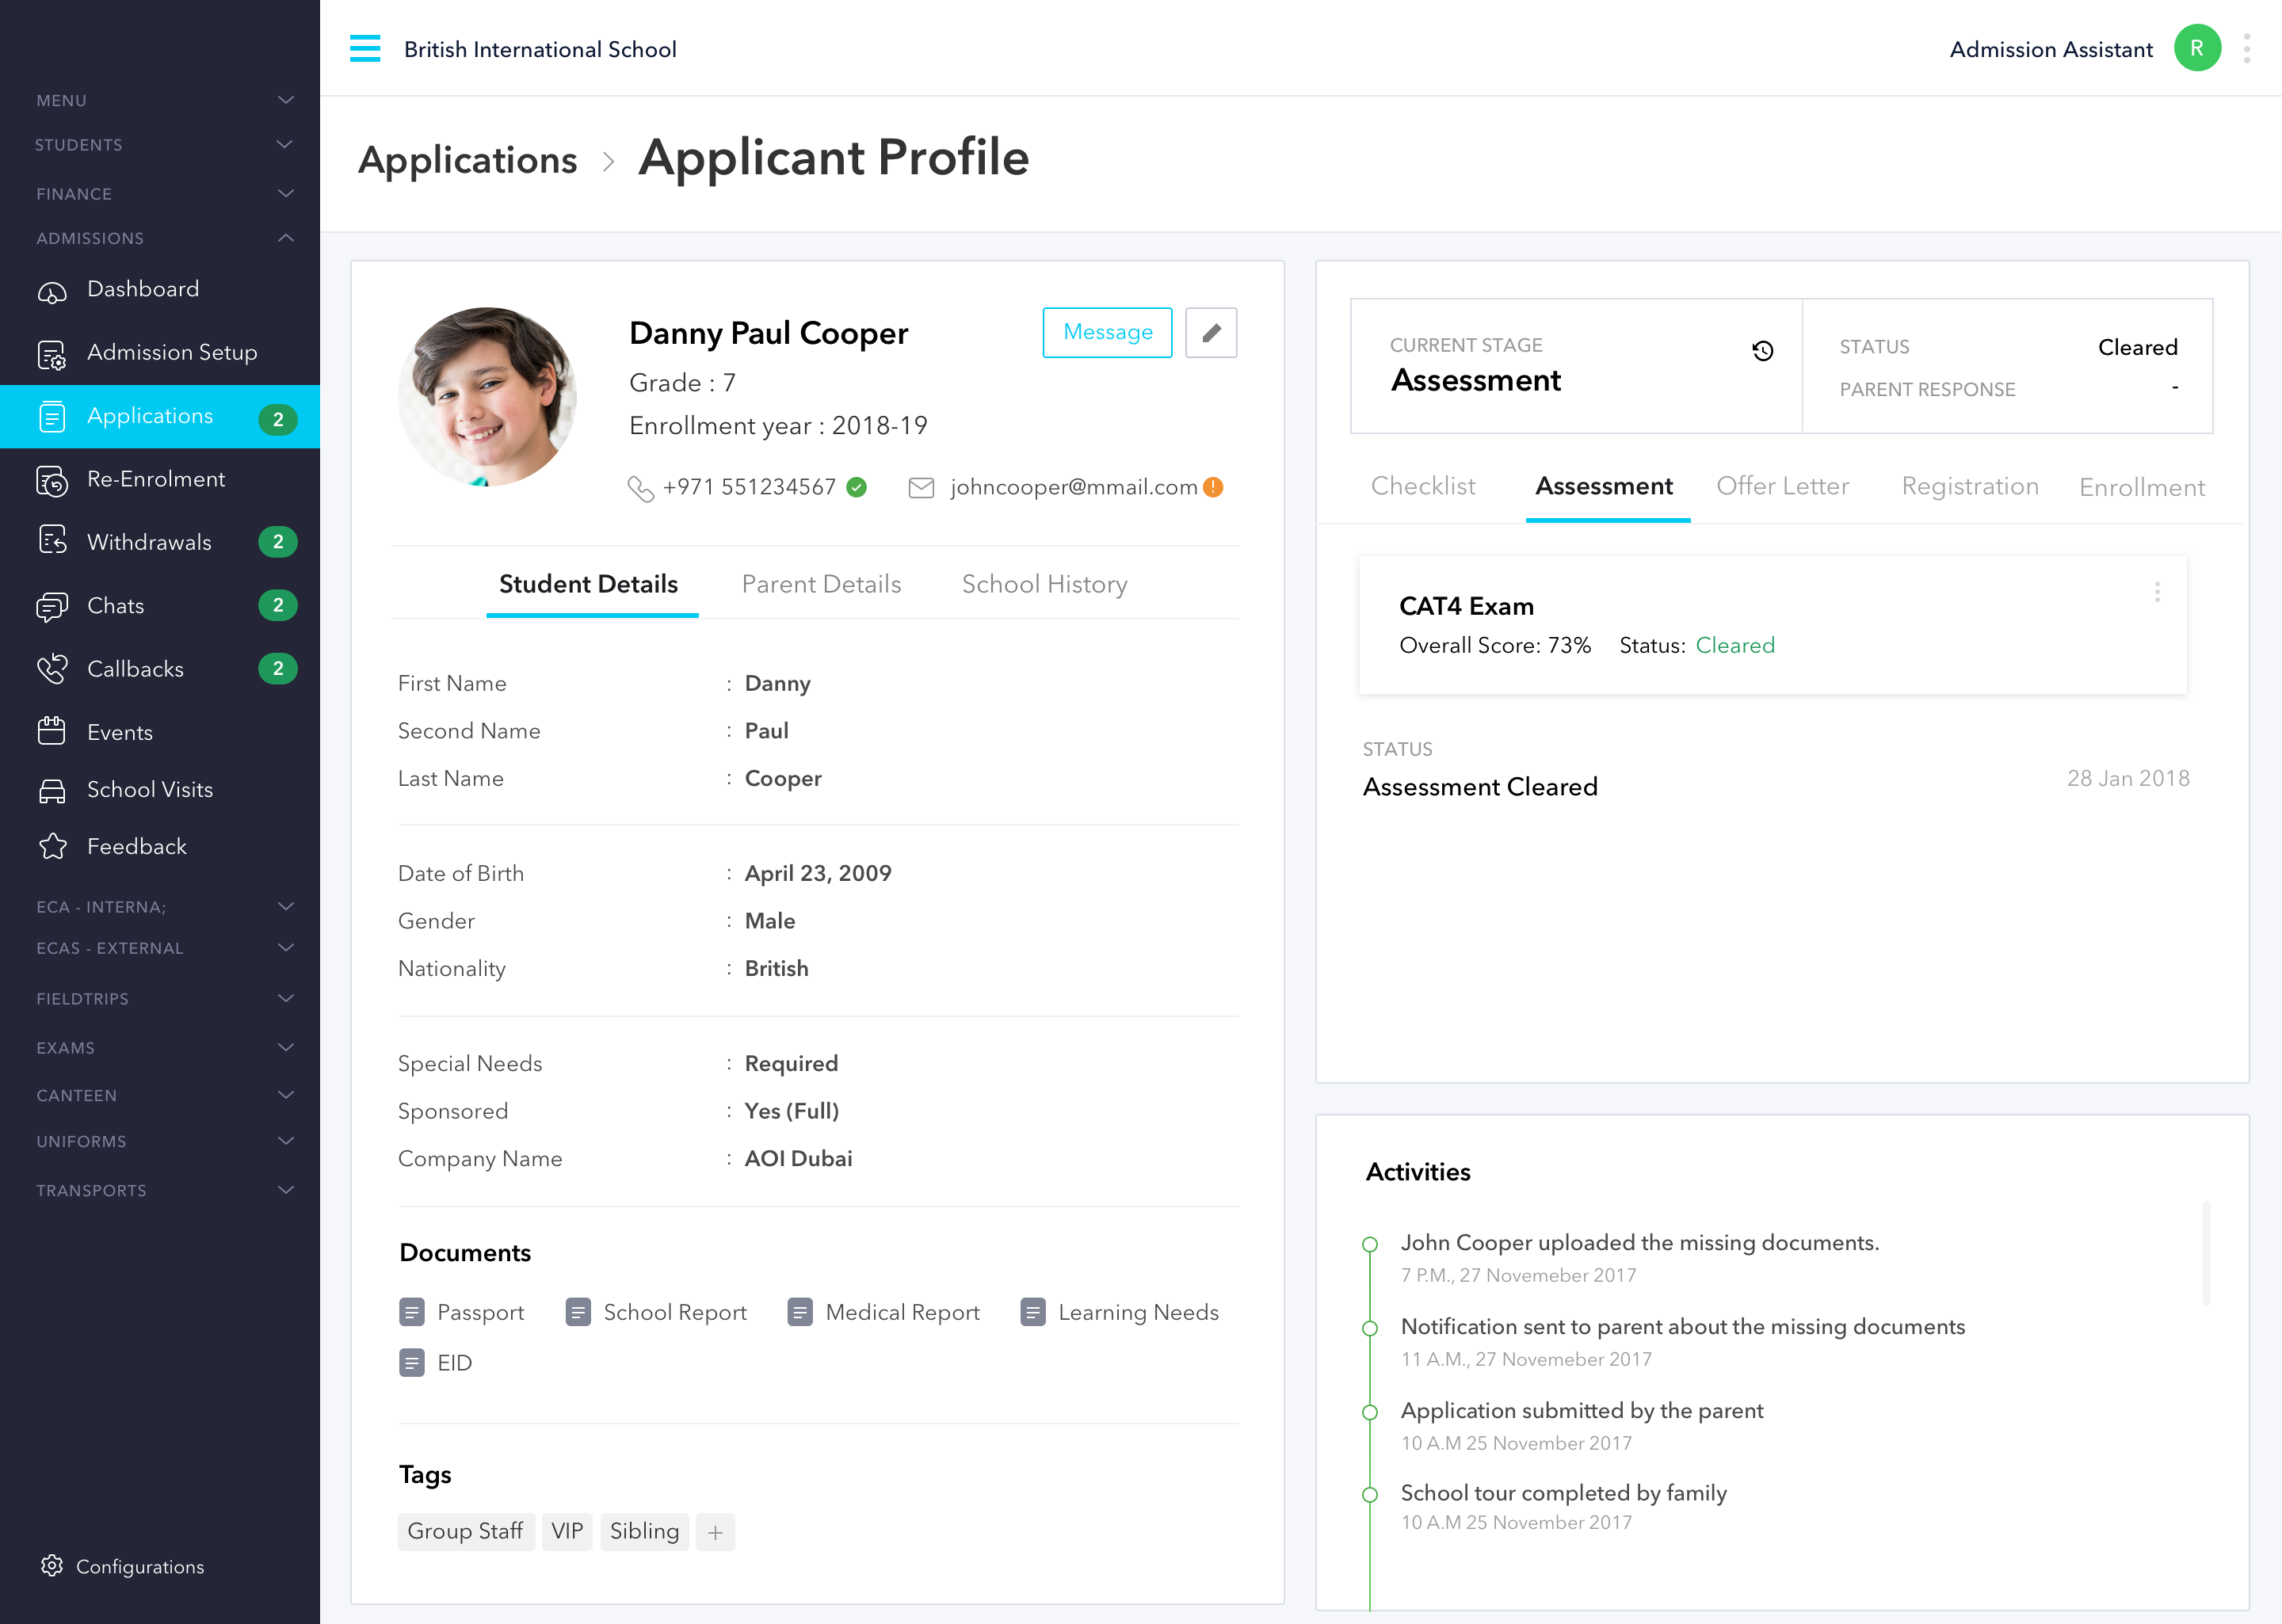 British International School
Admission Assistant
R
MENU
STUDENTS
FINANCE
ADMISSIONS
Dashboard
Admission Setup
Applications 2
Re-Enrolment
Withdrawals 2
Chats 2
Callbacks 2
Events
School Visits
Feedback
ECA - INTERNA;
ECAS - EXTERNAL
FIELDTRIPS
EXAMS
CANTEEN
UNIFORMS
TRANSPORTS
Configurations
Applications > Applicant Profile
Danny Paul Cooper
Message
Grade : 7
Enrollment year : 2018-19
+971 551234567 johncooper@mmail.com
Student Details Parent Details School History
First Name : Danny
Second Name : Paul
Last Name : Cooper
Date of Birth : April 23, 2009
Gender : Male
Nationality : British
Special Needs : Required
Sponsored : Yes (Full)
Company Name : AOI Dubai
Documents
Passport School Report Medical Report Learning Needs
EID
Tags
Group Staff VIP Sibling +
CURRENT STAGE
Assessment
STATUS Cleared
PARENT RESPONSE -
Checklist Assessment Offer Letter Registration Enrollment
CAT4 Exam
Overall Score: 73% Status: Cleared
STATUS
Assessment Cleared
28 Jan 2018
Activities
John Cooper uploaded the missing documents.
7 P.M., 27 Novemeber 2017
Notification sent to parent about the missing documents
11 A.M., 27 Novemeber 2017
Application submitted by the parent
10 A.M 25 November 2017
School tour completed by family
10 A.M 25 November 2017